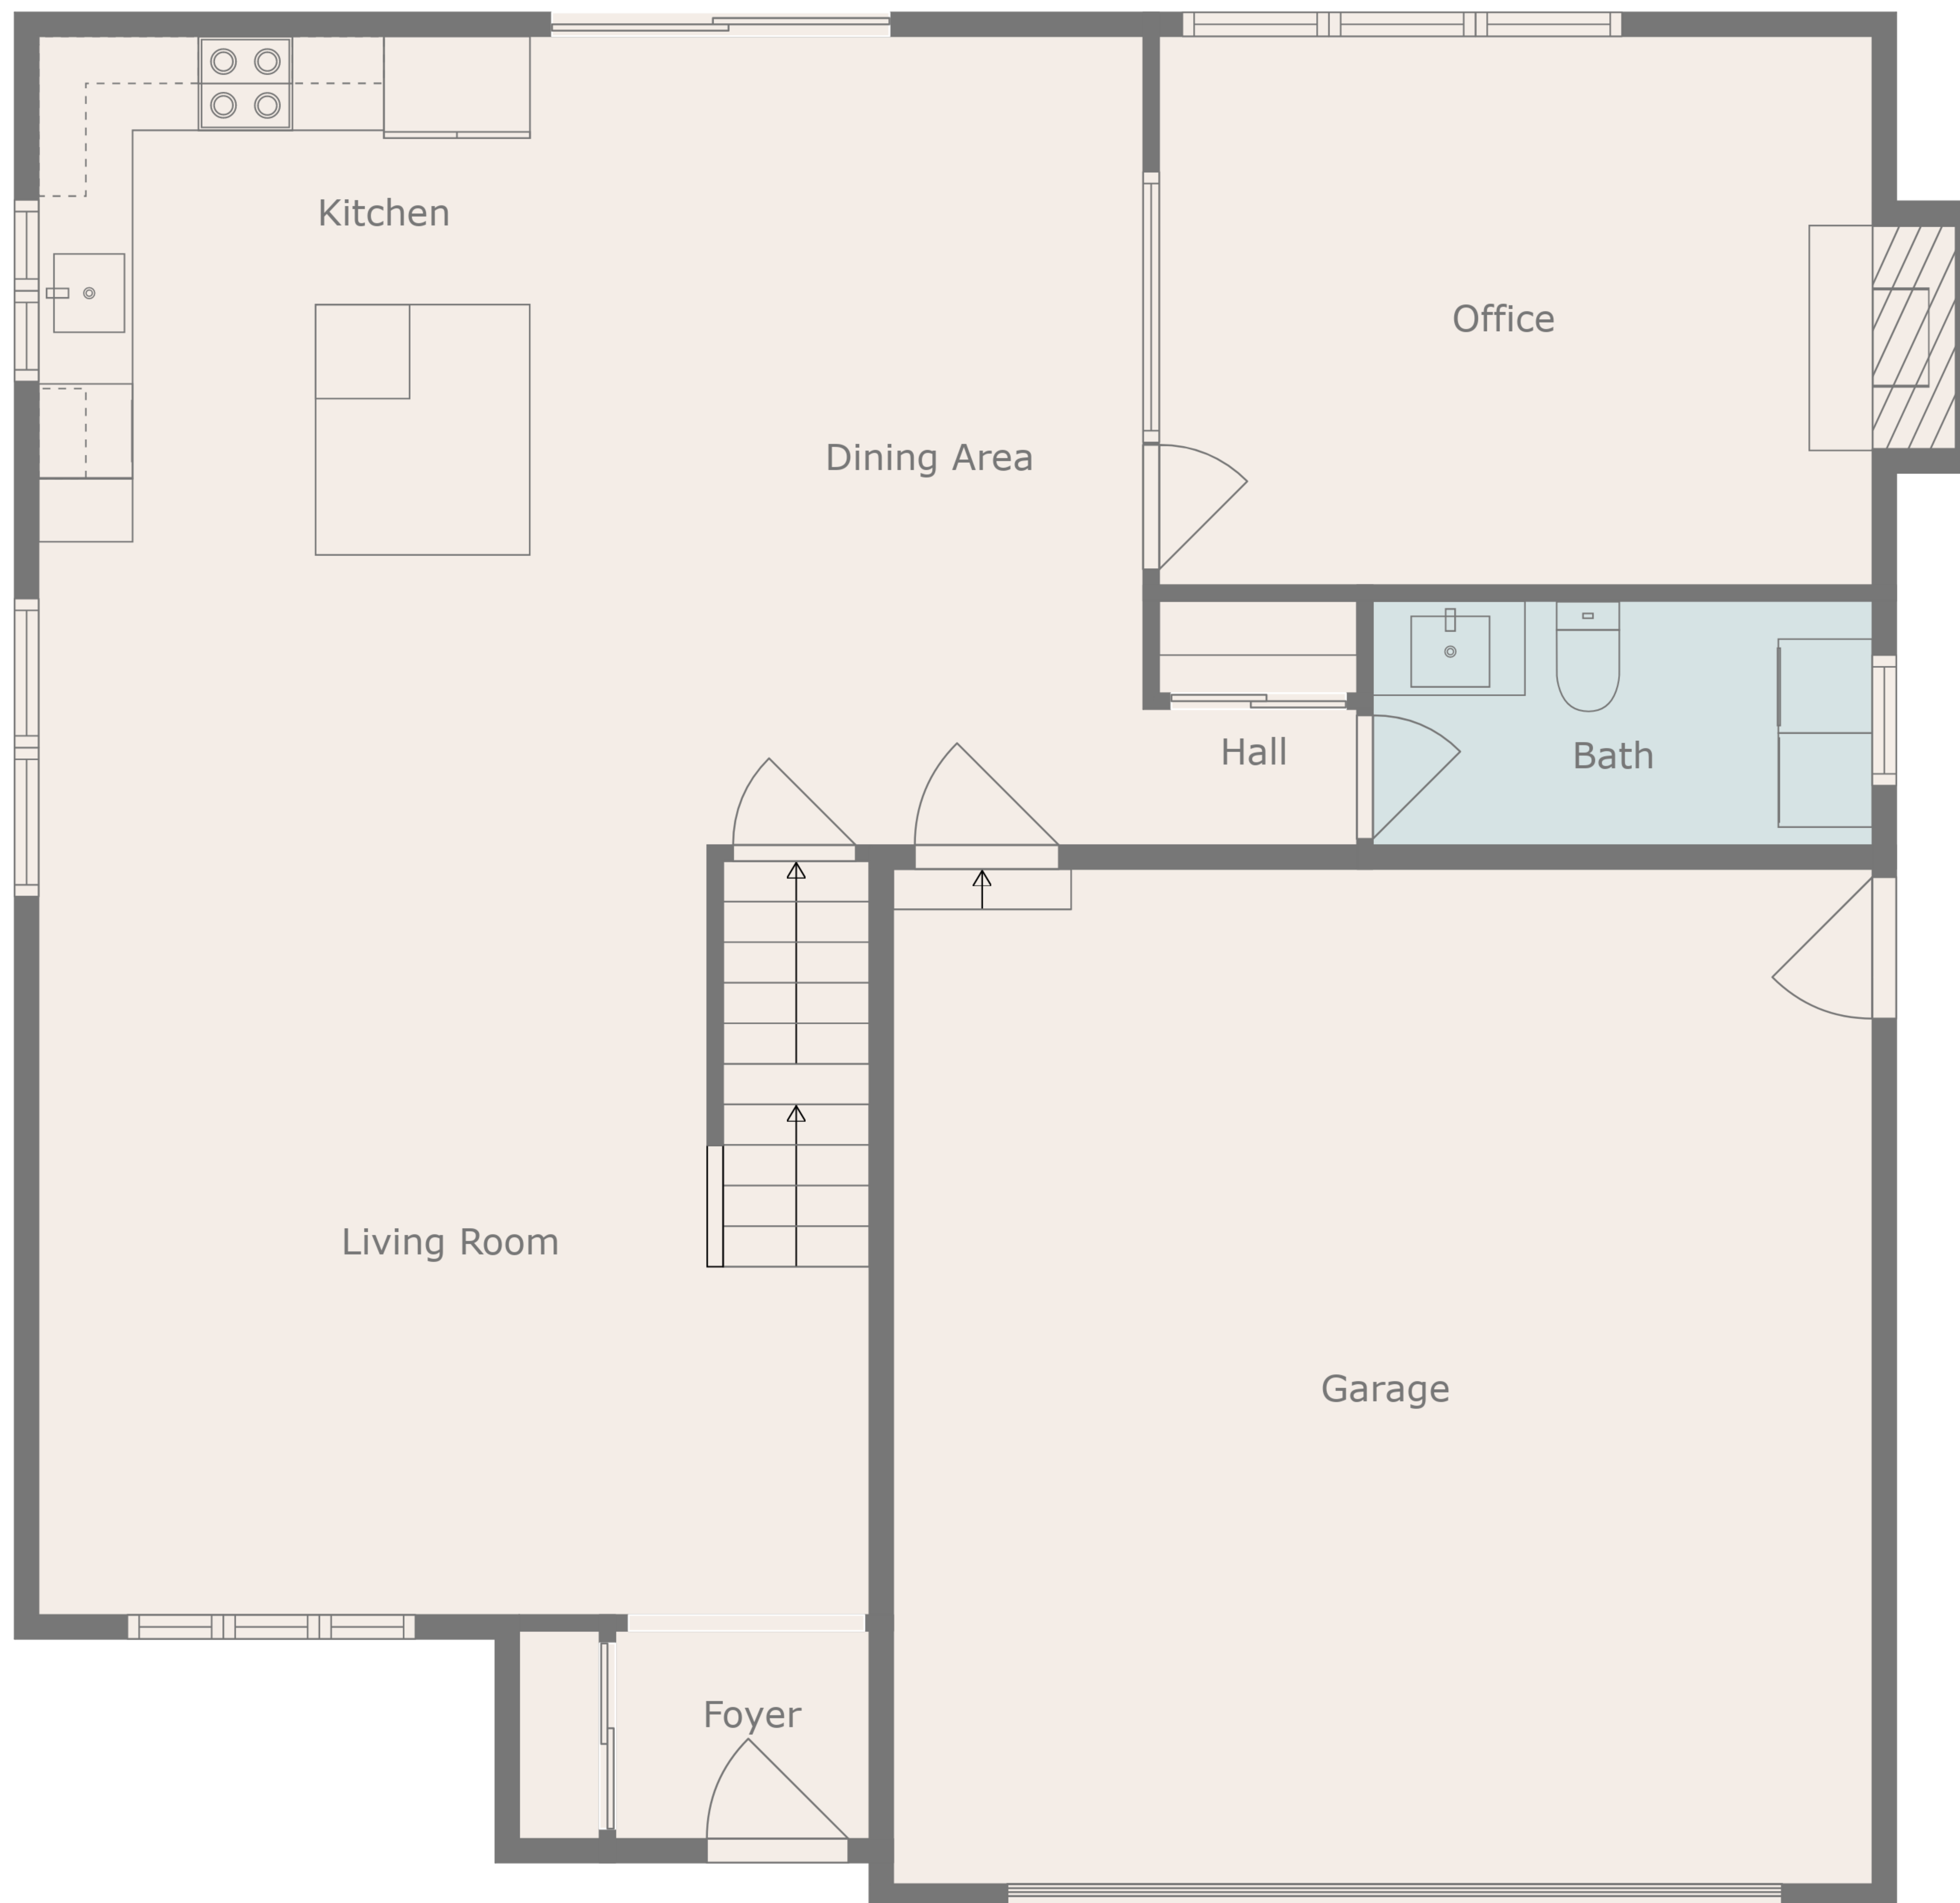 Kitchen
Office
Dining Area
Hall
Bath
Living Room
Garage
Foyer